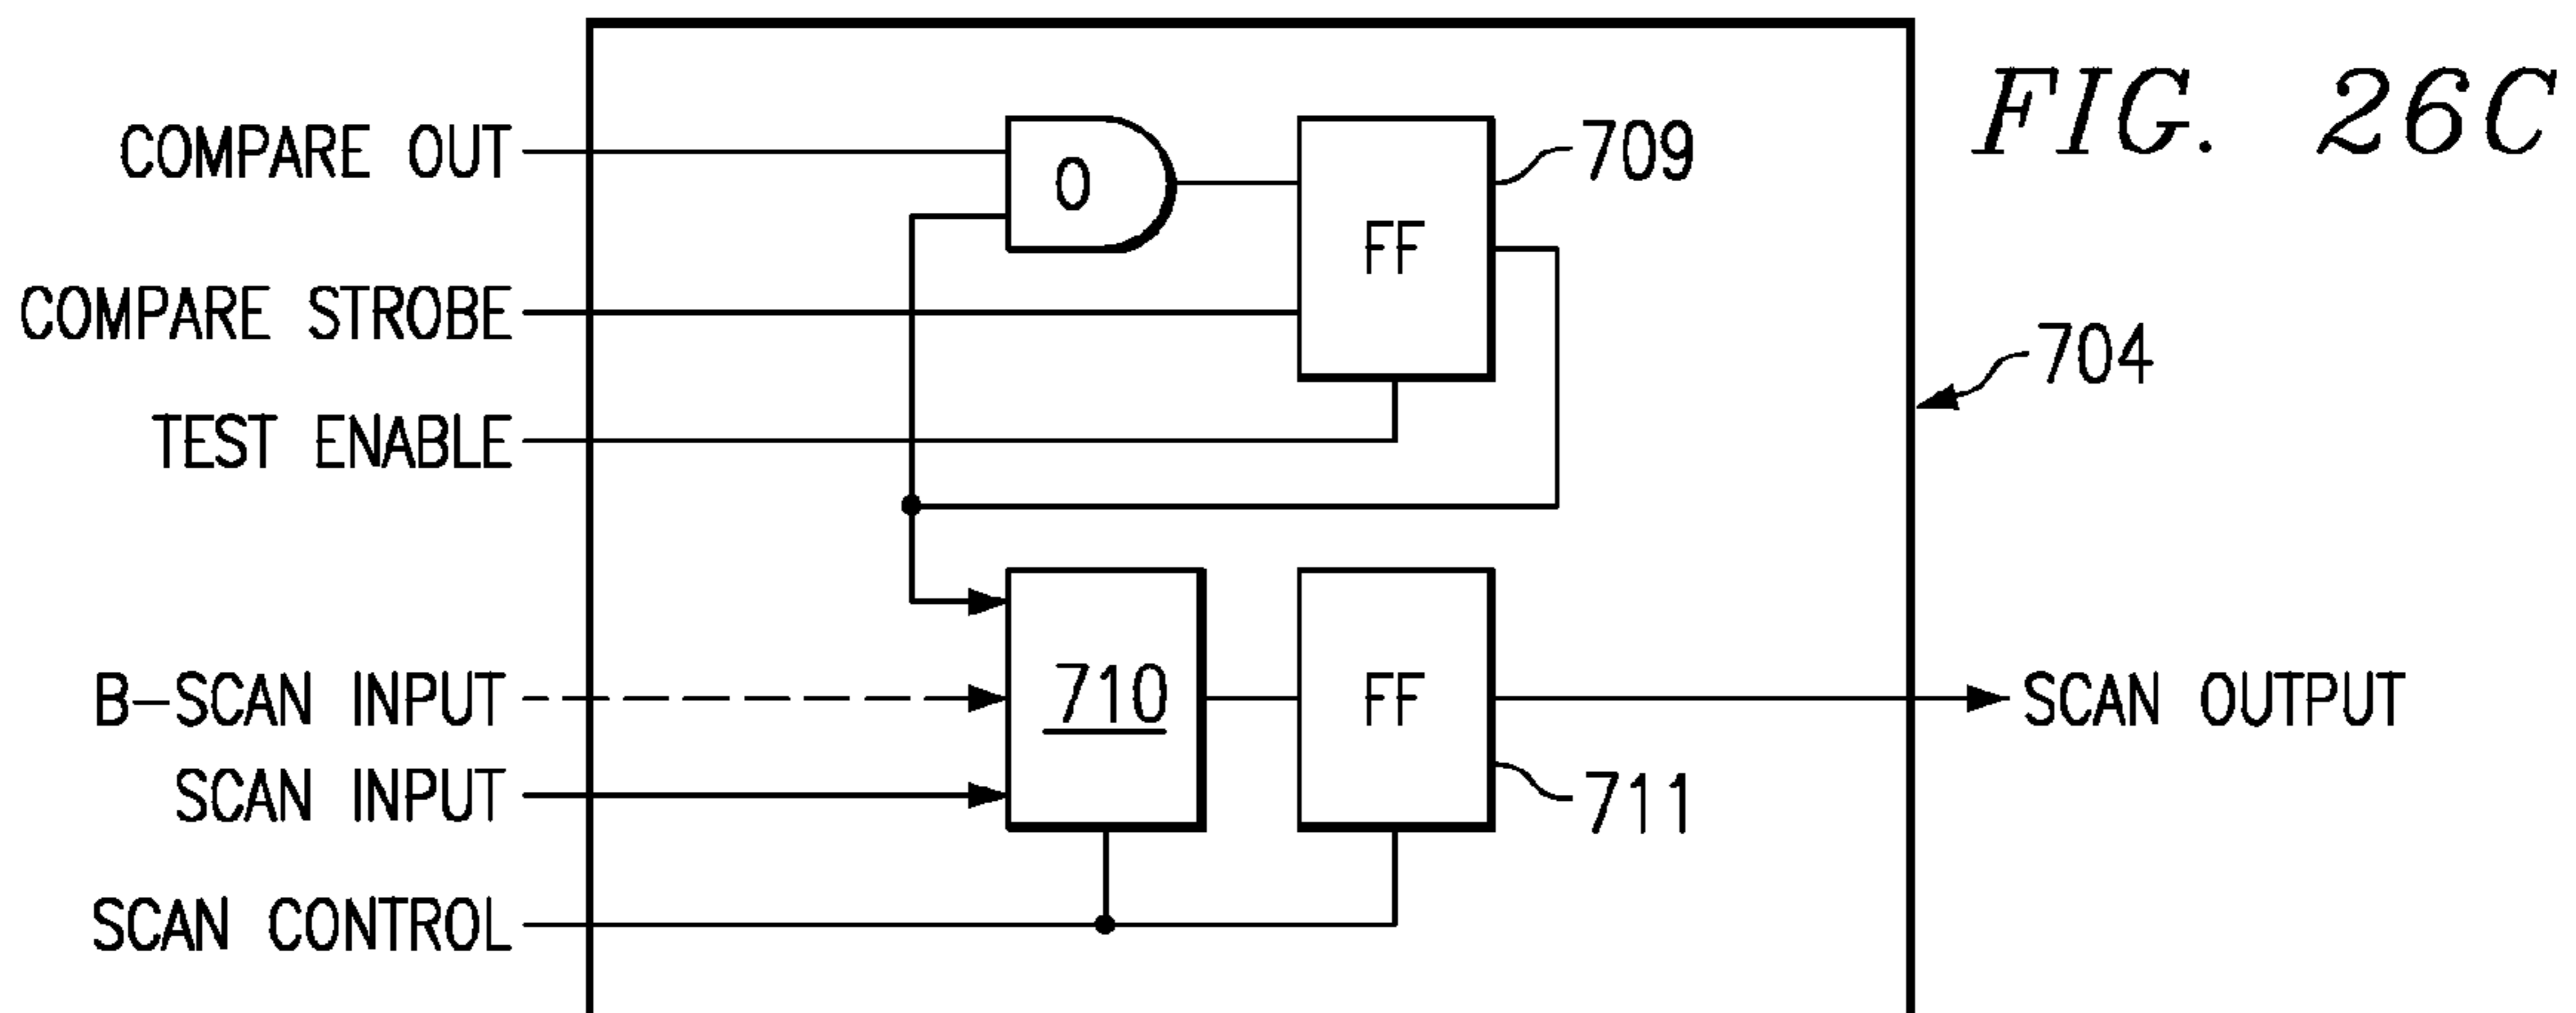 FIG. 26C
COMPARE OUT
0
709
FF
COMPARE STROBE
704
TEST ENABLE
B-SCAN INPUT
710
FF
SCAN OUTPUT
SCAN INPUT
711
SCAN CONTROL